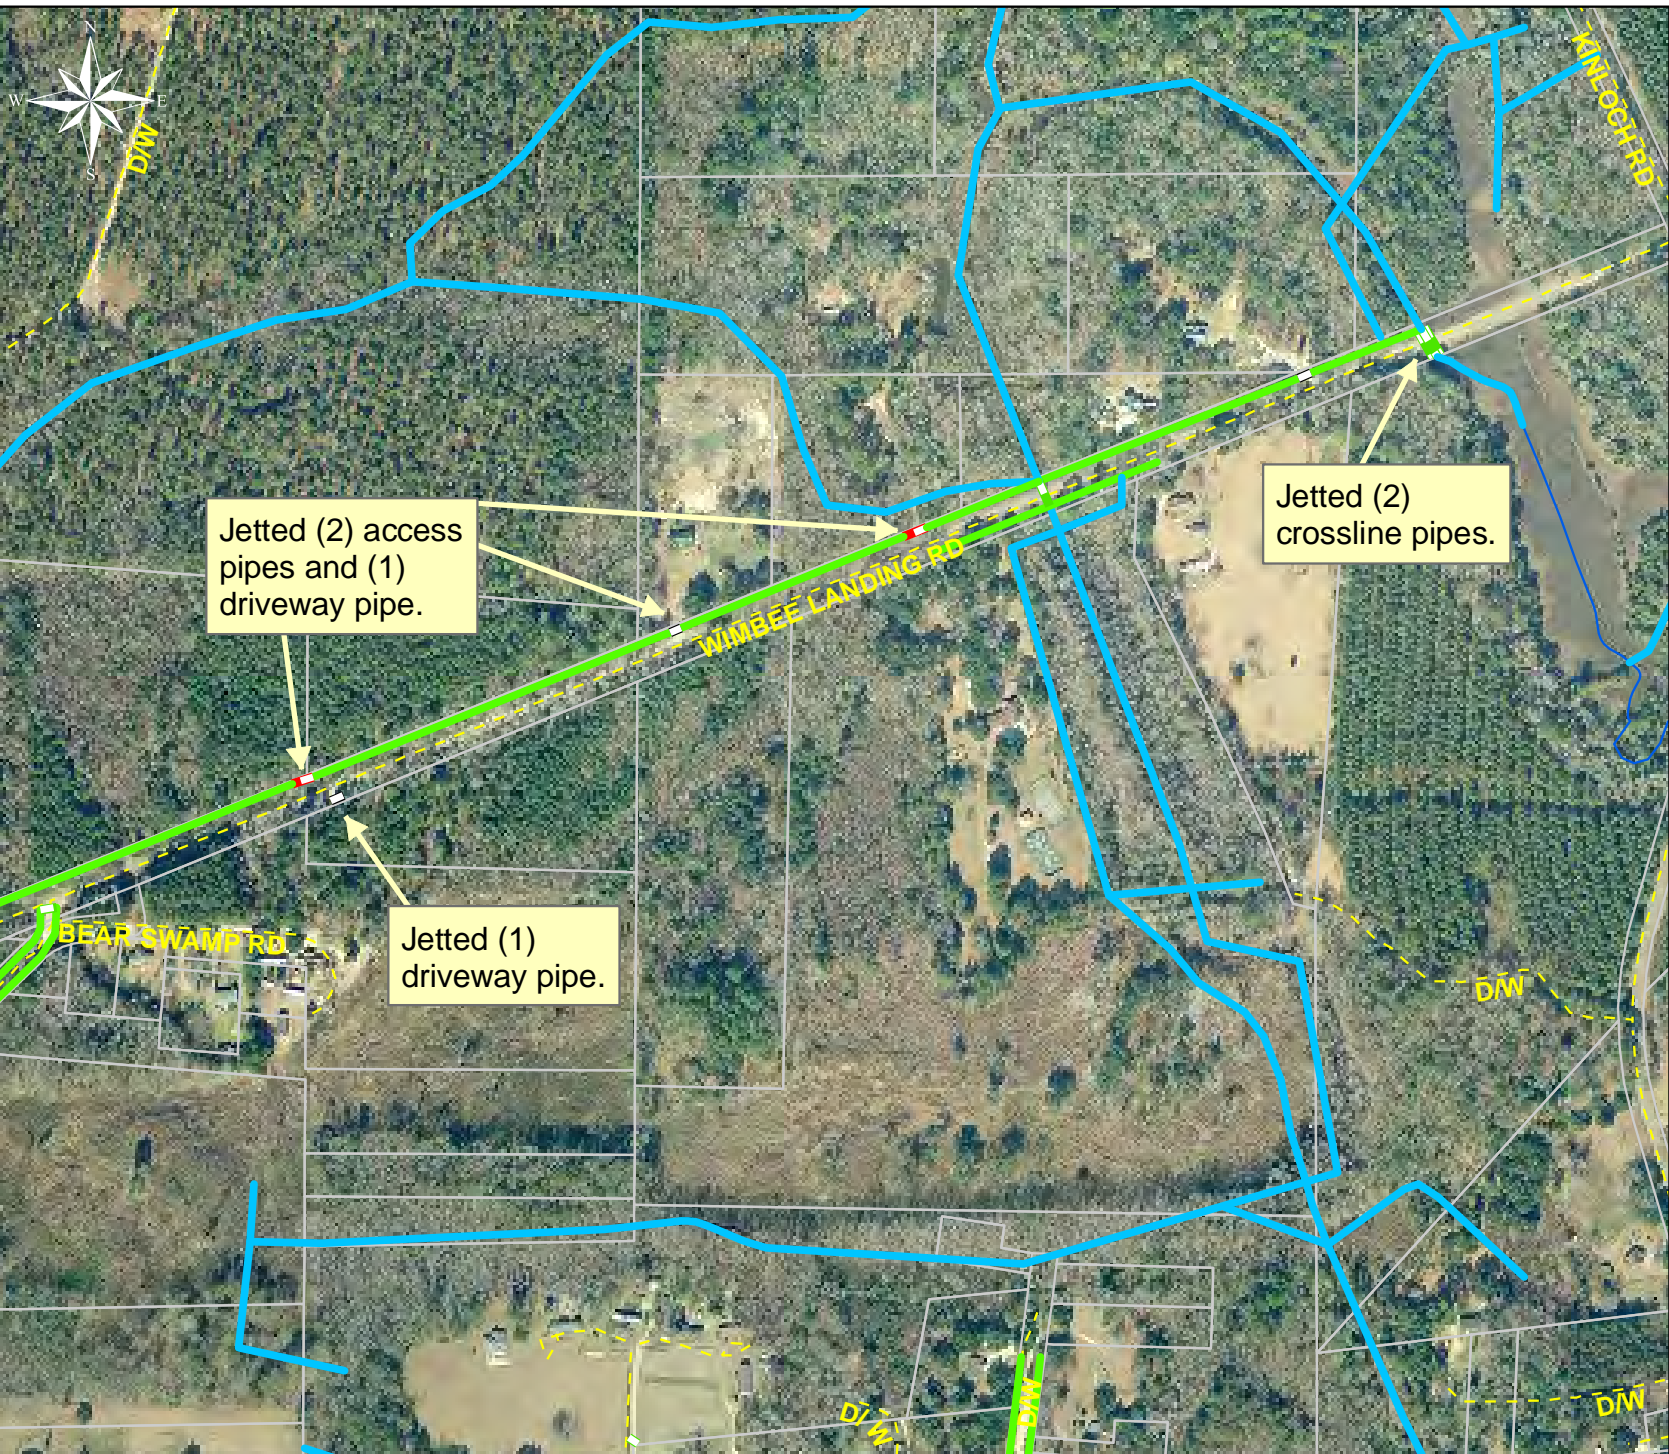 N
W E
S
D/W
KINLOCH RD
Jetted (2) access
pipes and (1)
driveway pipe.
Jetted (2)
crossline pipes.
WIMBEE LANDING RD
Jetted (1)
driveway pipe.
BEAR SWAMP RD
D/W
D/W
D/W
D/W